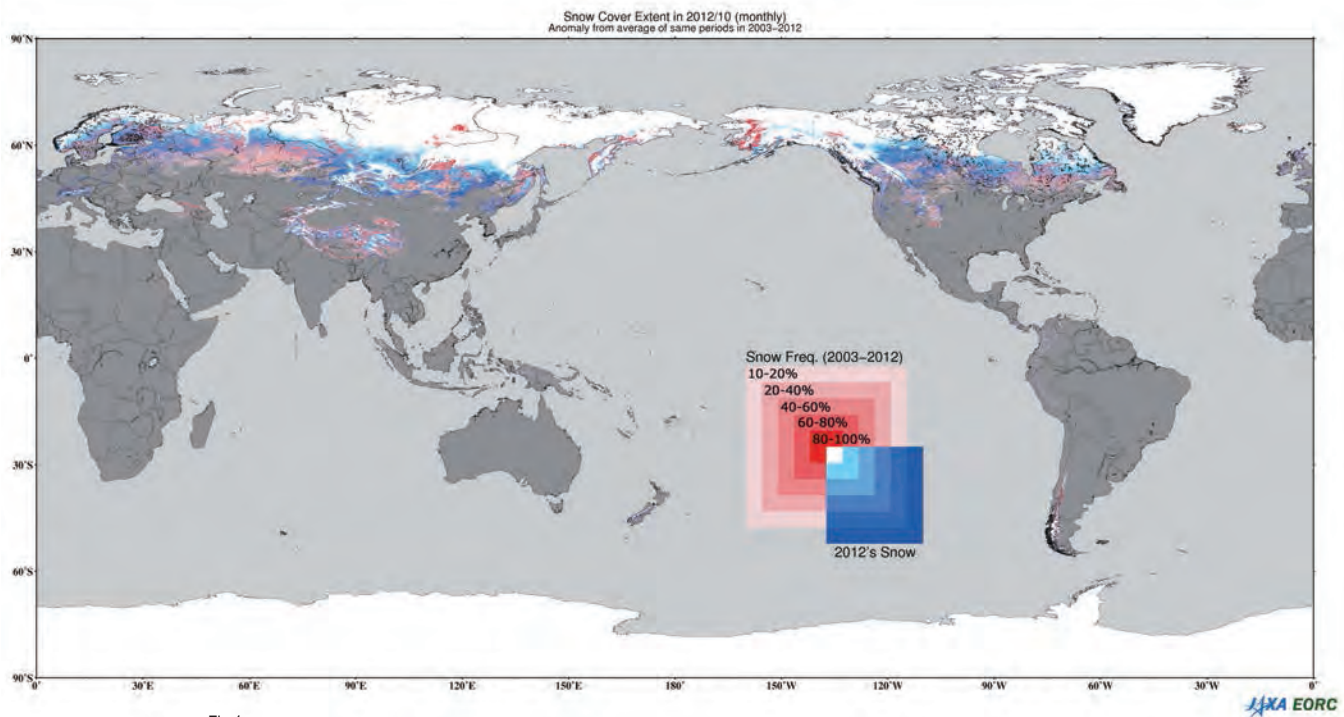 Snow Cover Extent in 2012/10 (monthly)
Anomaly from average of same periods in 2003-2012
90˚N
60˚N
30˚N
0˚
30˚S
60˚S
90˚S
Snow Freq. (2003-2012)
10-20%
20-40%
40-60%
60-80%
80-100%
2012's Snow
0˚ 30˚E 60˚E 90˚E 120˚E 150˚E 180˚ 150˚W 120˚W 90˚W 60˚W 30˚W 0˚
JAXA EORC